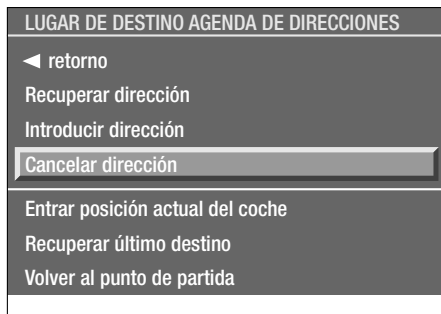 LUGAR DE DESTINO AGENDA DE DIRECCIONES
◄ retorno
Recuperar dirección
Introducir dirección
Cancelar dirección
Entrar posición actual del coche
Recuperar último destino
Volver al punto de partida